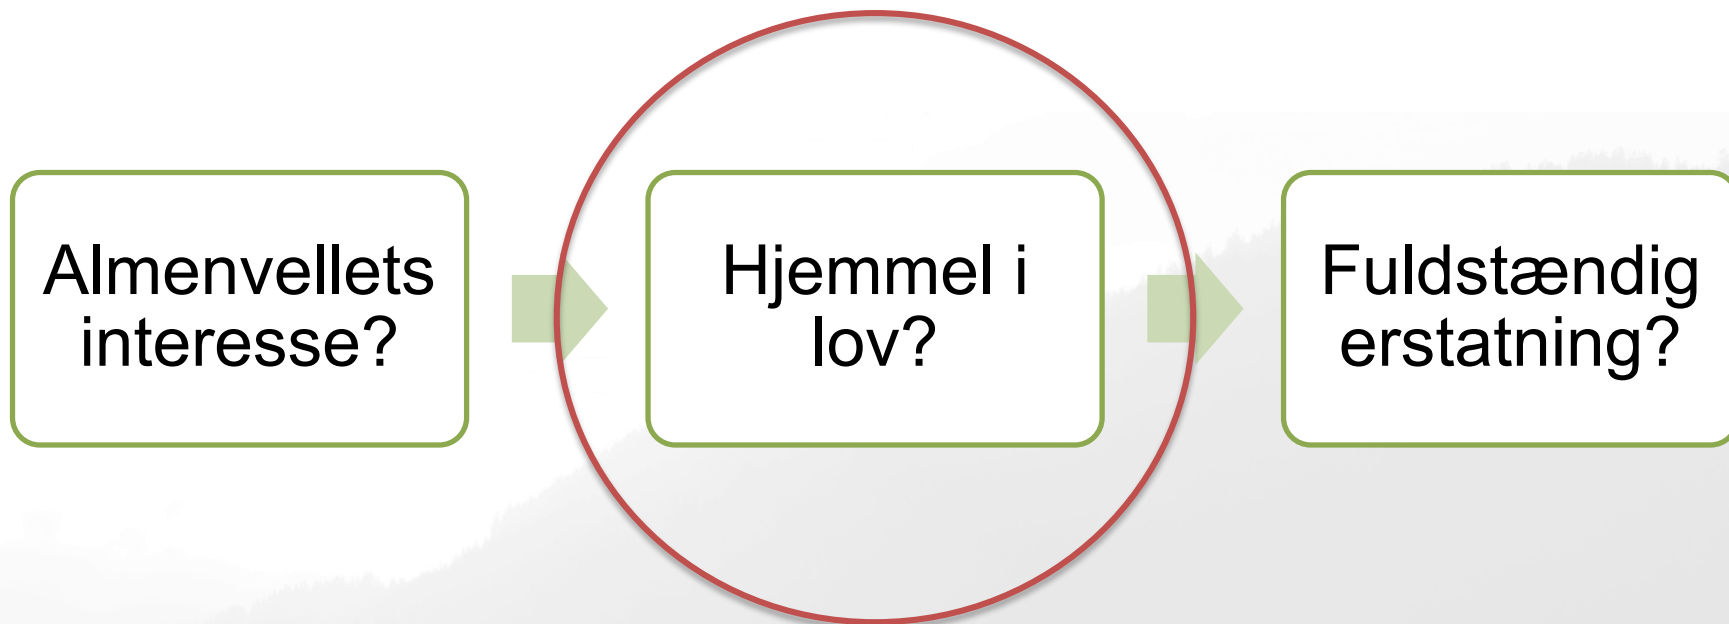 Almenvellets
interesse?
Hjemmel i
lov?
Fuldstændig
erstatning?